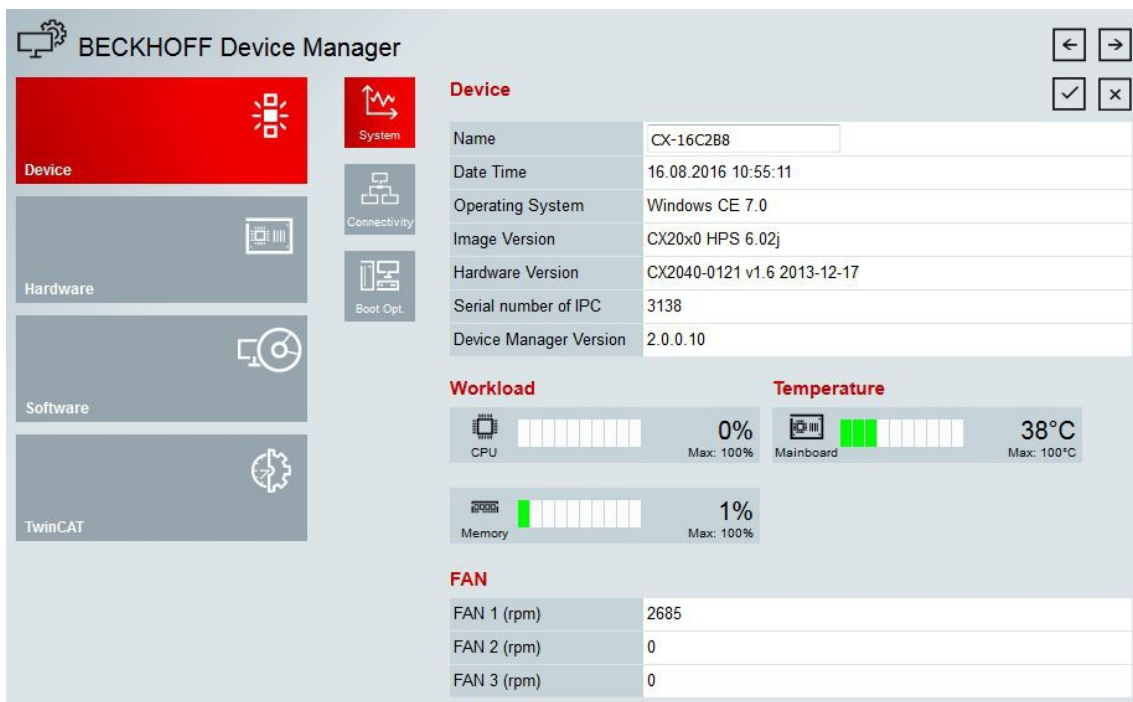 BECKHOFF Device Manager
Device
Hardware
Software
TwinCAT
System
Connectivity
Boot Opt.
Device
Name CX-16C2B8
Date Time 16.08.2016 10:55:11
Operating System Windows CE 7.0
Image Version CX20x0 HPS 6.02j
Hardware Version CX2040-0121 v1.6 2013-12-17
Serial number of IPC 3138
Device Manager Version 2.0.0.10
Workload
CPU 0%
Max: 100%
Memory 1%
Max: 100%
Temperature
Mainboard 38°C
Max: 100°C
FAN
FAN 1 (rpm) 2685
FAN 2 (rpm) 0
FAN 3 (rpm) 0